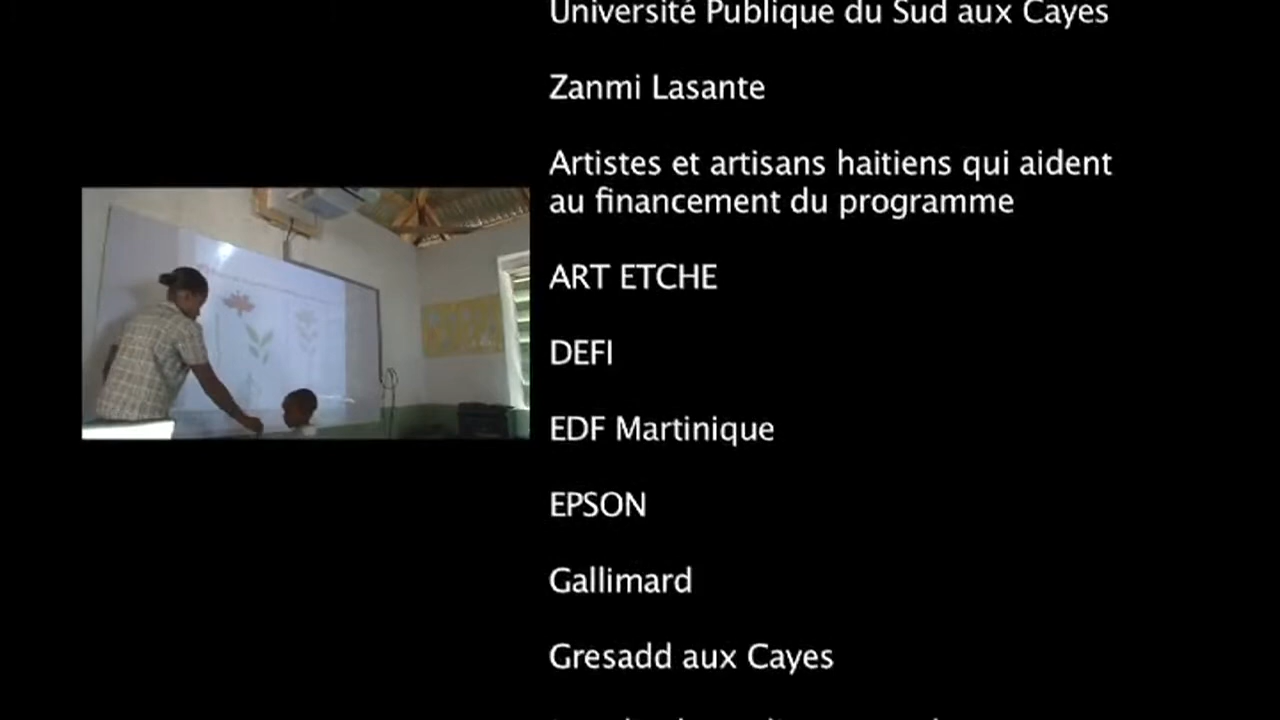 Université Publique du Sud aux Cayes
Zanmi Lasante
Artistes et artisans haitiens qui aident
au financement du programme
ART ETCHE
DEFI
EDF Martinique
EPSON
Gallimard
Gresadd aux Cayes